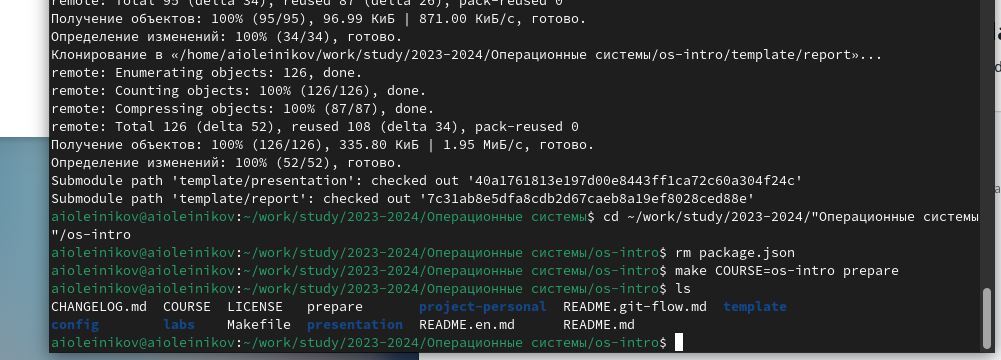 remote: Total 95 (delta 34), reused 87 (delta 26), pack-reused 0
Получение объектов: 100% (95/95), 96.99 КиБ | 871.00 КиБ/с, готово.
Определение изменений: 100% (34/34), готово.
Клонирование в «/home/aioleinikov/work/study/2023-2024/Операционные системы/os-intro/template/report»...
remote: Enumerating objects: 126, done.
remote: Counting objects: 100% (126/126), done.
remote: Compressing objects: 100% (87/87), done.
remote: Total 126 (delta 52), reused 108 (delta 34), pack-reused 0
Получение объектов: 100% (126/126), 335.80 КиБ | 1.95 МиБ/с, готово.
Определение изменений: 100% (52/52), готово.
Submodule path 'template/presentation': checked out '40a1761813e197d00e8443ff1ca72c60a304f24c'
Submodule path 'template/report': checked out '7c31ab8e5dfa8cdb2d67caeb8a19ef8028ced88e'
aioleinikov@aioleinikov:~/work/study/2023-2024/Операционные системы$ cd ~/work/study/2023-2024/"Операционные системы
"/os-intro
aioleinikov@aioleinikov:~/work/study/2023-2024/Операционные системы/os-intro$ rm package.json
aioleinikov@aioleinikov:~/work/study/2023-2024/Операционные системы/os-intro$ make COURSE=os-intro prepare
aioleinikov@aioleinikov:~/work/study/2023-2024/Операционные системы/os-intro$ ls
CHANGELOG.md COURSE LICENSE prepare project-personal README.git-flow.md template
config labs Makefile presentation README.en.md README.md
aioleinikov@aioleinikov:~/work/study/2023-2024/Операционные системы/os-intro$